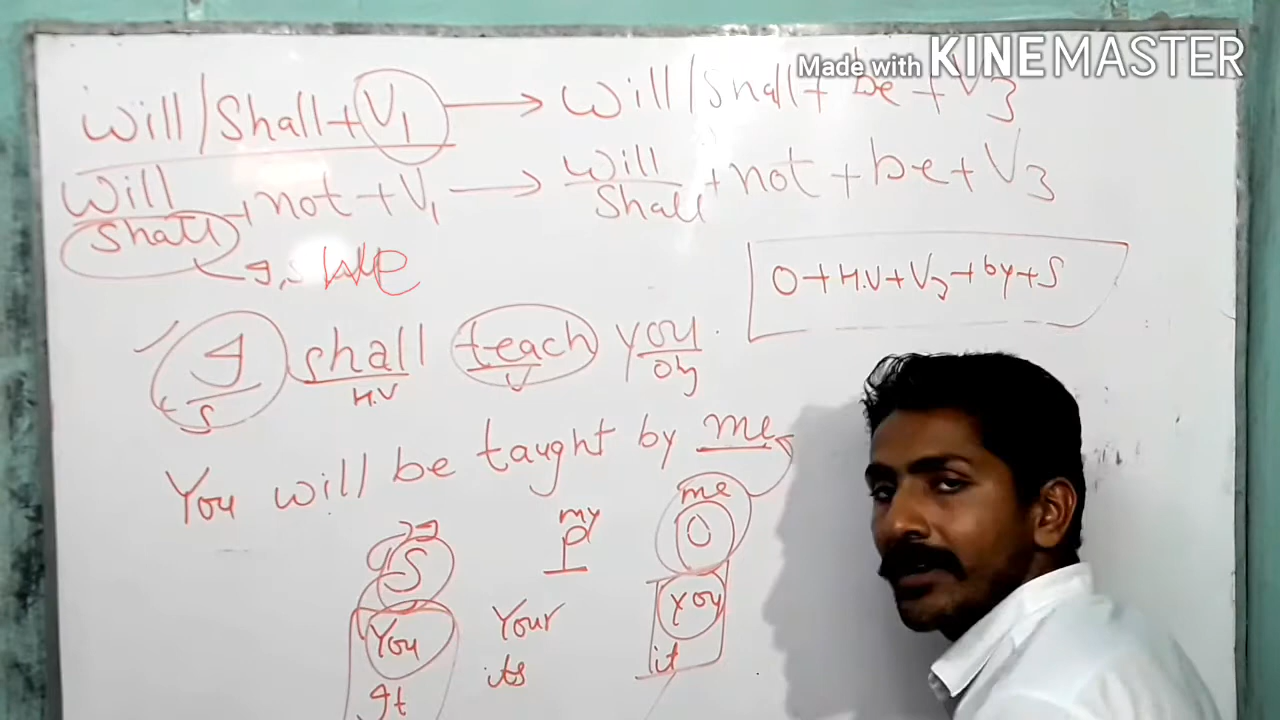 Made with KINEMASTER
Will/Shall + V1 → Will/Shall + be + V3
Will/Shall + not + V1 → Will/Shall + not + be + V3
I, we
O + H.V + V3 + by + S
I shall teach you.
S H.V V Obj
You will be taught by me
I my me
S P O
You Your you
It its it